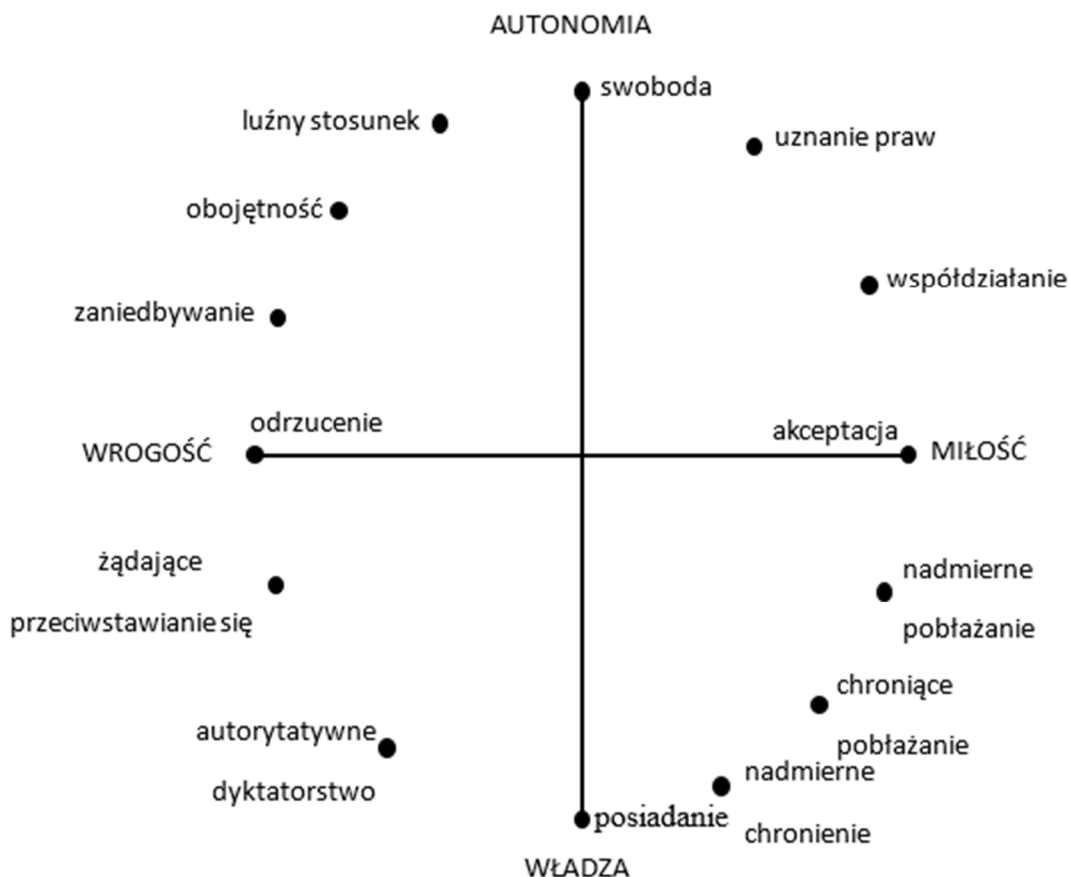 AUTONOMIA
swoboda
luźny stosunek
uznanie praw
obojętność
współdziałanie
zaniedbywanie
odrzucenie
akceptacja
WROGOŚĆ
MIŁOŚĆ
żądające
przeciwstawianie się
nadmierne
pobłażanie
chroniące
pobłażanie
autorytatywne
dyktatorstwo
nadmierne
chronienie
posiadanie
WŁADZA